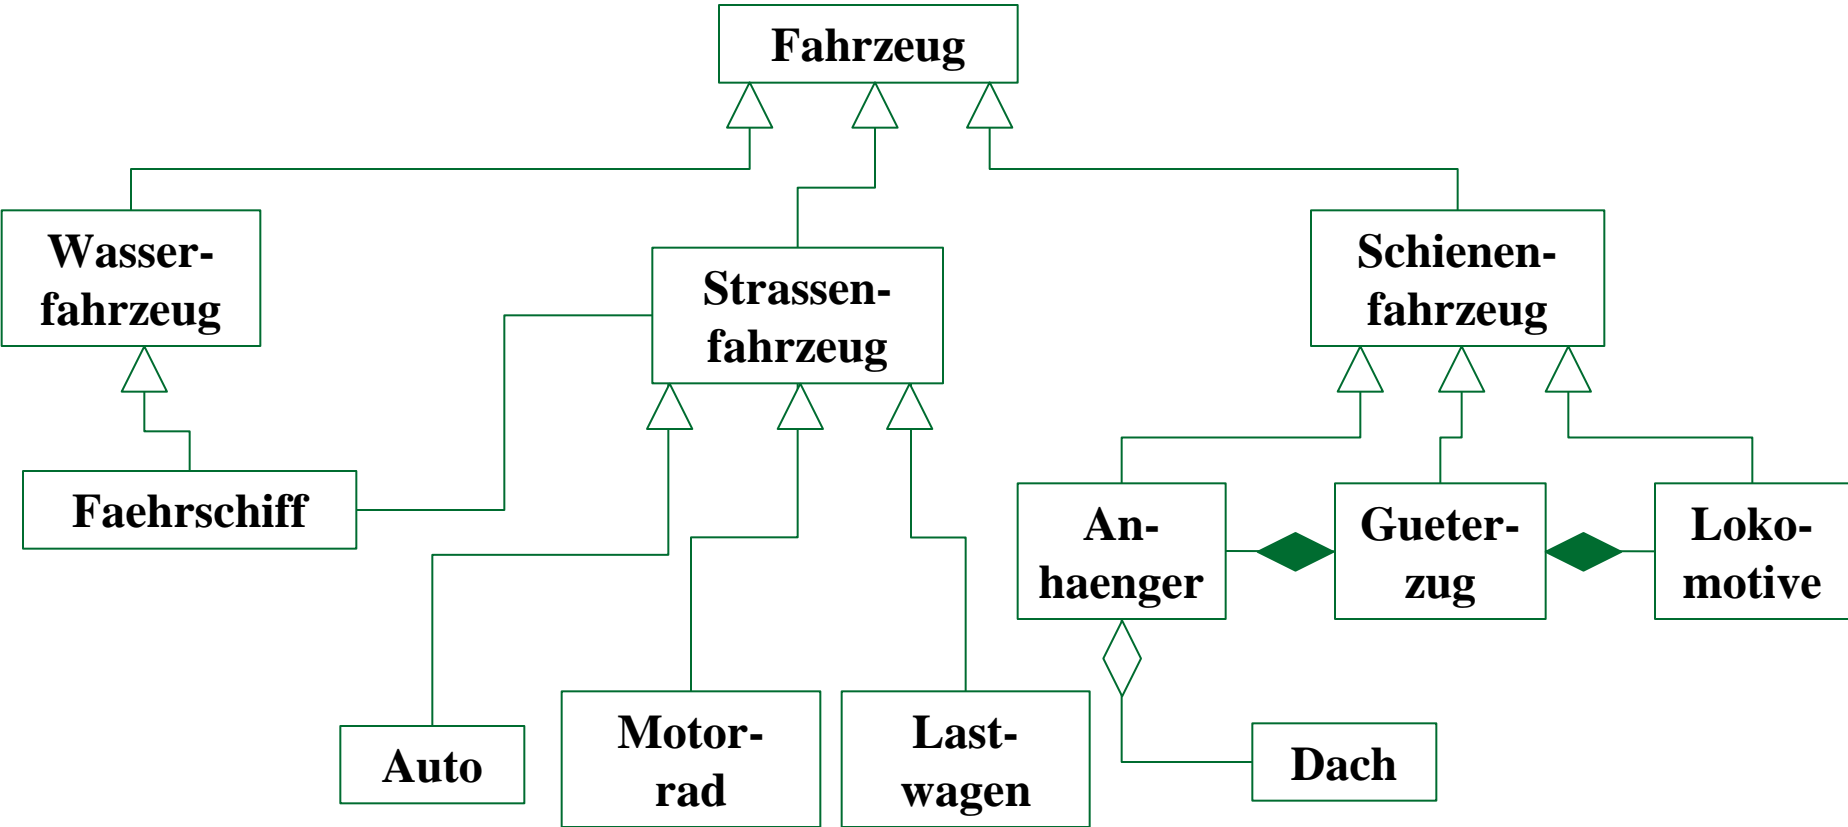 Fahrzeug
Wasser-
fahrzeug
Strassen-
fahrzeug
Schienen-
fahrzeug
Faehrschiff
An-
haenger
Gueter-
zug
Loko-
motive
Auto
Motor-
rad
Last-
wagen
Dach